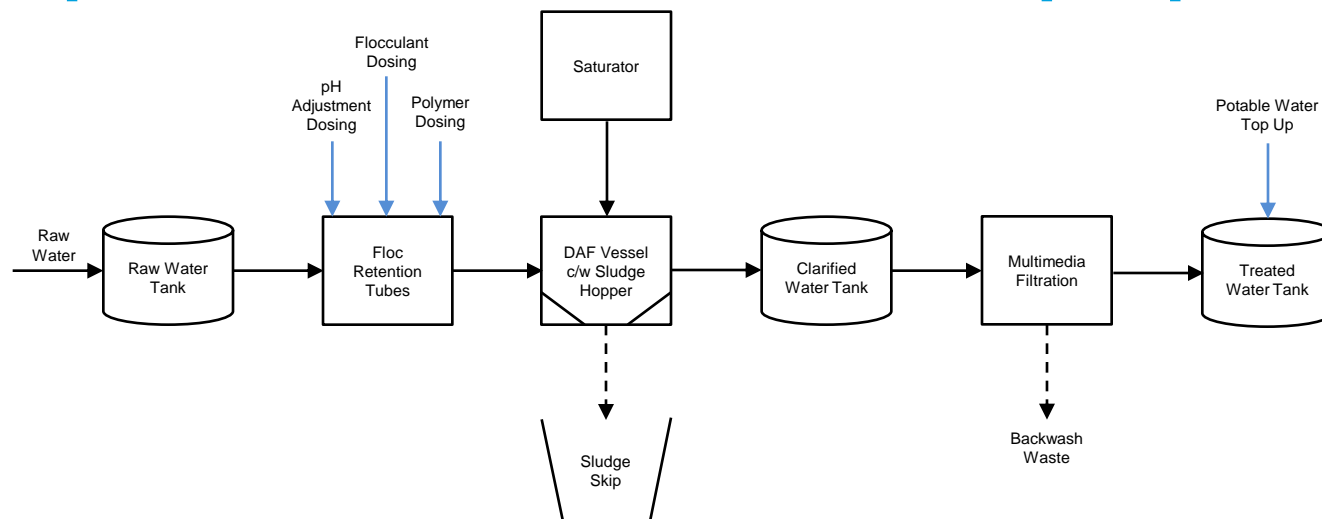 Flocculant
Dosing
pH
Adjustment
Dosing
Polymer
Dosing
Saturator
Potable Water
Top Up
Raw
Water
Raw Water
Tank
Floc
Retention
Tubes
DAF Vessel
c/w Sludge
Hopper
Clarified
Water Tank
Multimedia
Filtration
Treated
Water Tank
Sludge
Skip
Backwash
Waste